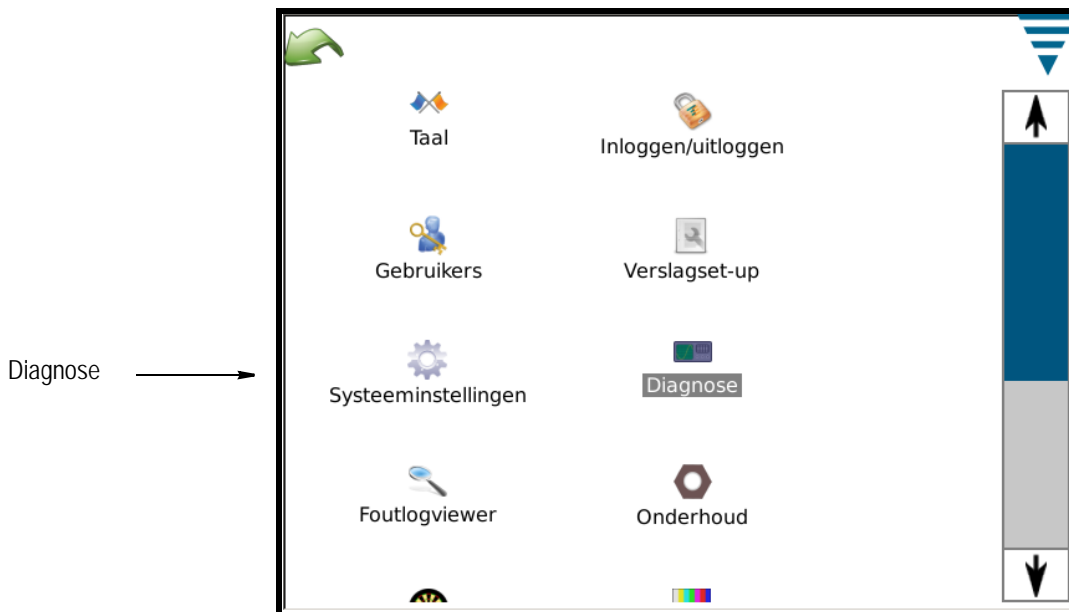 Taal
Inloggen/uitloggen
Gebruikers
Verslagset-up
Diagnose
Systeeminstellingen
Diagnose
Foutlogviewer
Onderhoud